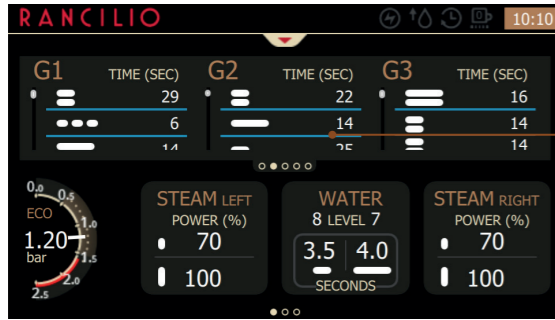 RANCILIO 10:10
G1 TIME (SEC) G2 TIME (SEC) G3 TIME (SEC)
29 22 16
6 14 14
14 25 14
0.0 0.5 1.0 1.5 2.0 2.5
ECO
1.20
bar
STEAM LEFT
POWER (%)
70
100
WATER
8 LEVEL 7
3.5 4.0
SECONDS
STEAM RIGHT
POWER (%)
70
100